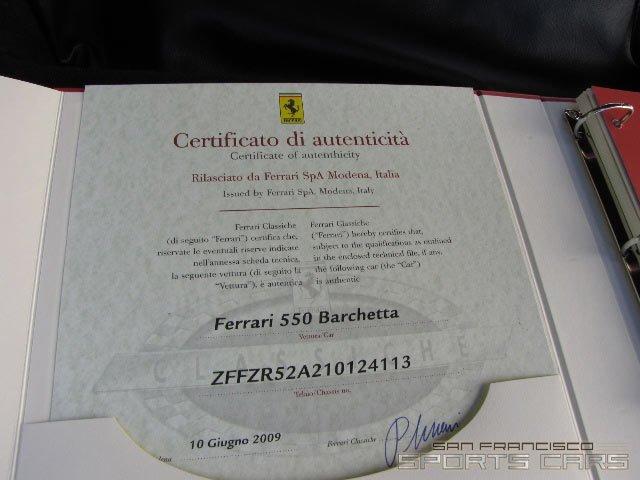 Ferrari
Certificato di autenticità
Certificate of authenthicity
Rilasciato da Ferrari SpA Modena, Italia
Issued by Ferrari SpA, Modena, Italy
Ferrari Classiche
(di seguito "Ferrari") certifica che,
riservate le eventuali riserve indicate
nell'annessa scheda tecnica,
la seguente vettura (di seguito la
"Vettura"), è autentica
Ferrari Classiche
("Ferrari") hereby certifies that,
subject to the qualifications as outlined
in the enclosed technical file, if any,
the following car (the "Car")
is authentic
Ferrari 550 Barchetta
Vettura/Car
CLASSICHE
ZFFZR52A210124113
Telaio/Chassis no.
10 Giugno 2009
Ferrari Classiche
SAN FRANCISCO
SPORTS CARS